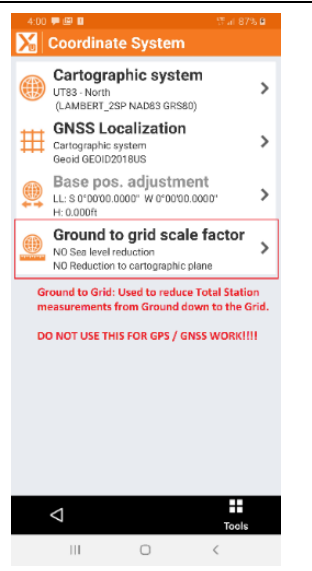 4:00 87%
Coordinate System
Cartographic system
UT83 - North
(LAMBERT_2SP NAD83 GRS80)
GNSS Localization
Cartographic system
Geoid GEOID2018US
Base pos. adjustment
LL: S 0°00'00.0000" W 0°00'00.0000"
H: 0.000ft
Ground to grid scale factor
NO Sea level
reduction
NO Reduction to cartographic plane
Ground to Grid: Used to reduce Total Station
measurements from Ground down to the Grid.
DO NOT USE THIS FOR GPS / GNSS WORK!!!!
Tools